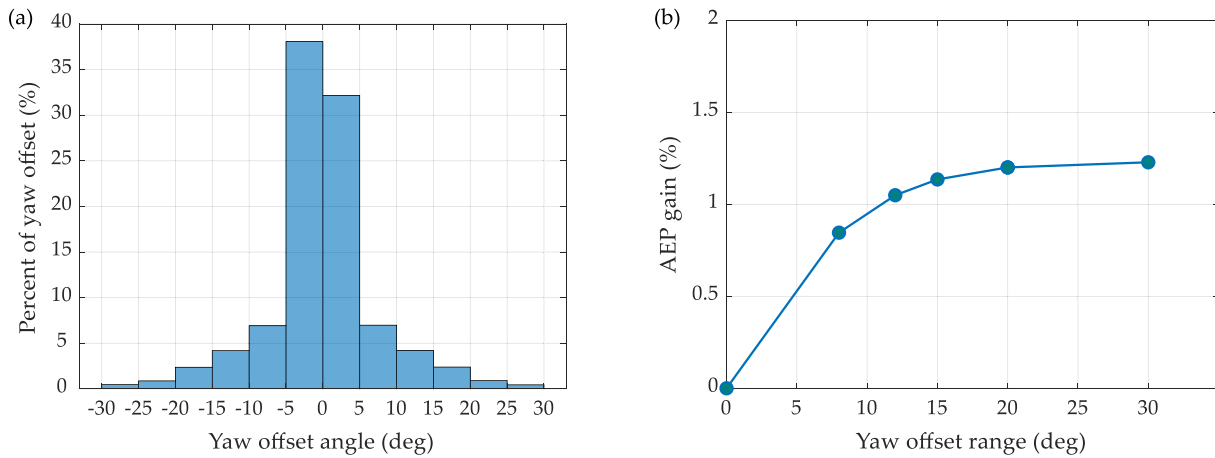 (a)
Percent of yaw offset (%)
40
35
30
25
20
15
10
5
0
-30 -25 -20 -15 -10 -5 0 5 10 15 20 25 30
Yaw offset angle (deg)
(b)
AEP gain (%)
2
1.5
1
0.5
0
0 5 10 15 20 25 30
Yaw offset range (deg)